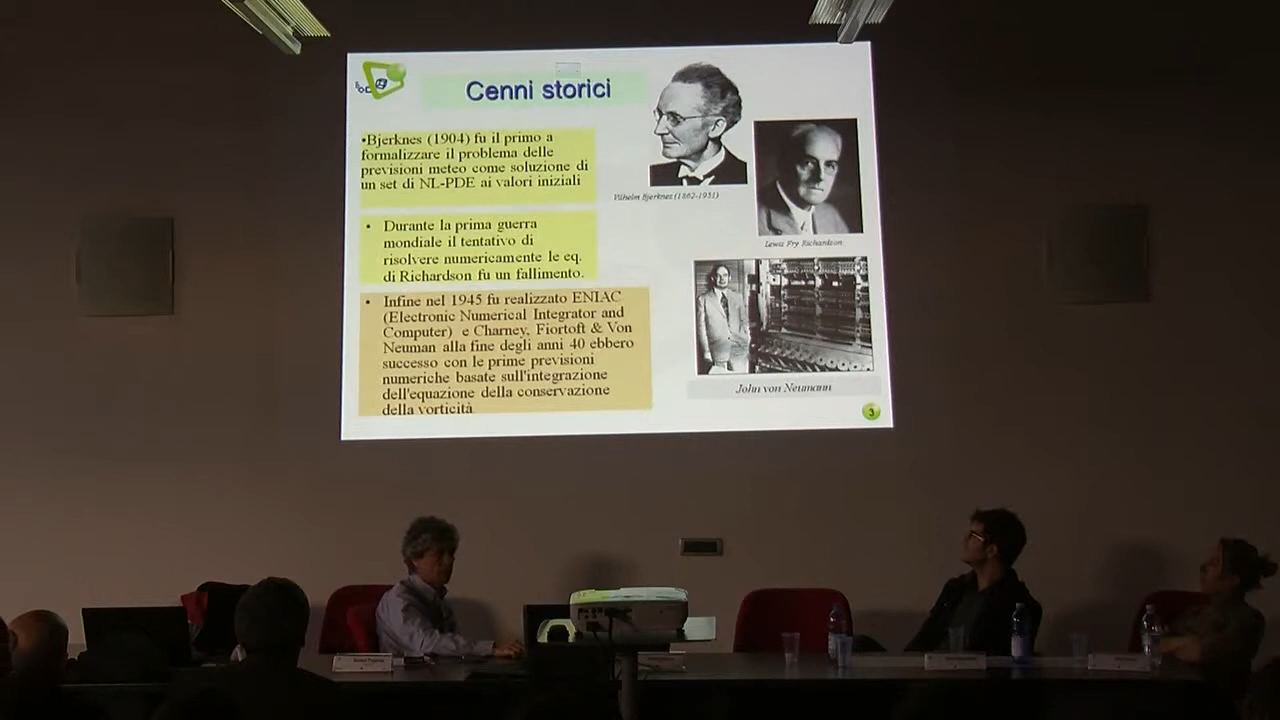 Cenni storici
•Bjerknes (1904) fu il primo a
formalizzare il problema delle
previsioni meteo come soluzione di
un set di NL-PDE ai valori iniziali
• Durante la prima guerra
mondiale il tentativo di
risolvere numericamente le eq.
di Richardson fu un fallimento.
• Infine nel 1945 fu realizzato ENIAC
(Electronic Numerical Integrator and
Computer) e Charney, Fiortoft & Von
Neuman alla fine degli anni 40 ebbero
successo con le prime previsioni
numeriche basate sull'integrazione
dell'equazione della conservazione
della vorticità
Vilhelm Bjerknes (1862-1951)
Lewis Fry Richardson
John von Neumann
3